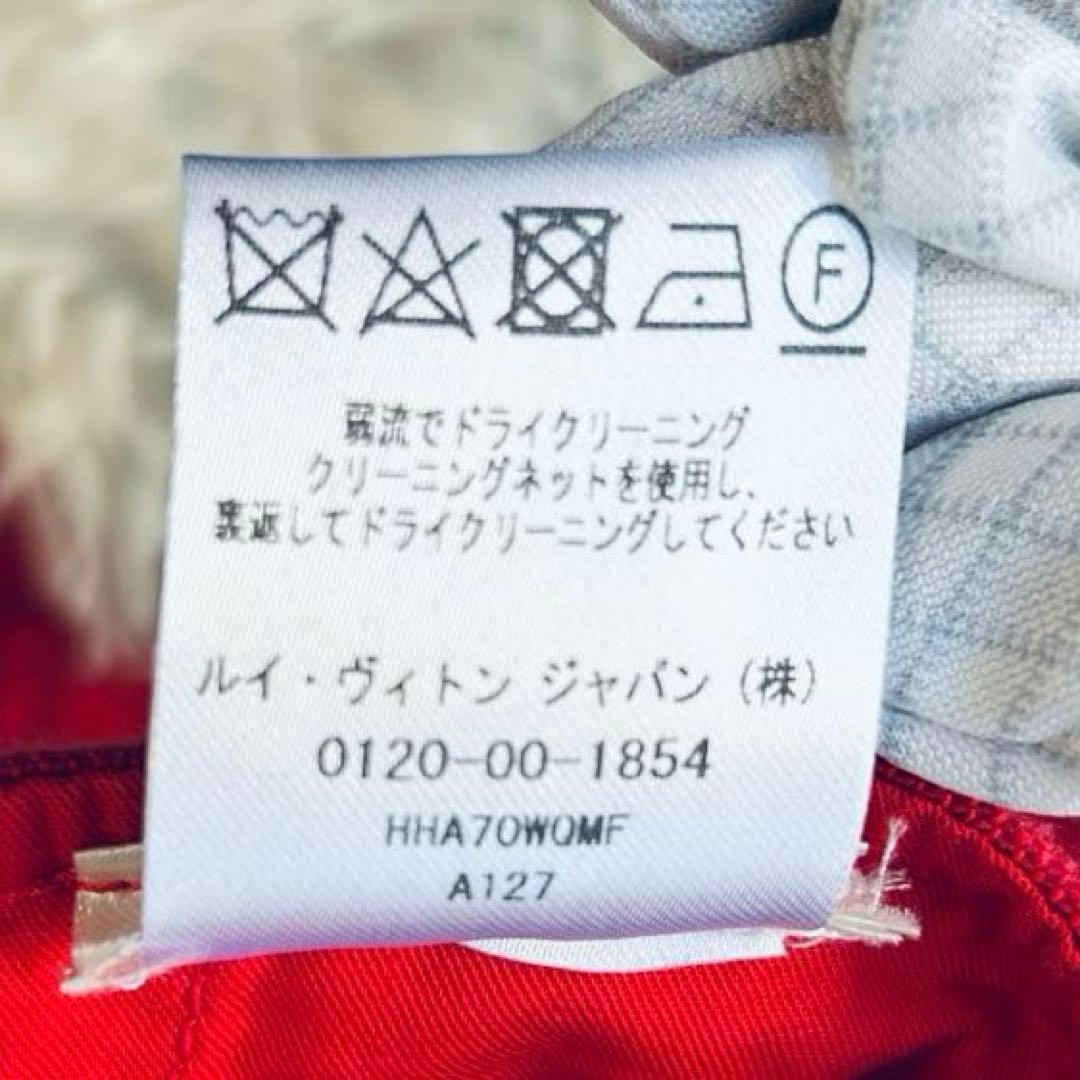 F
弱流でドライクリーニング
クリーニングネットを使用し、
裏返してドライクリーニングしてください
ルイ・ヴィトン ジャパン（株）
0120-00-1854
HHA70WQMF
A127